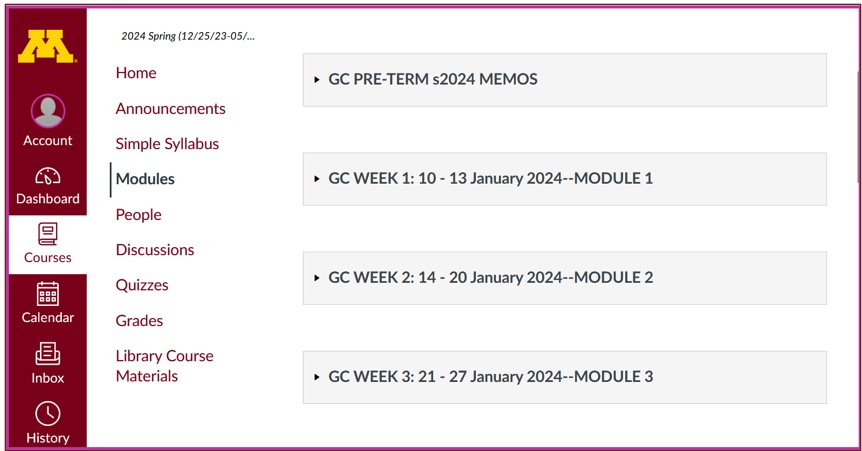 M
Account
Dashboard
Courses
Calendar
Inbox
History
2024 Spring (12/25/23-05/...
Home
Announcements
Simple Syllabus
Modules
People
Discussions
Quizzes
Grades
Library Course
Materials
GC PRE-TERM s2024 MEMOS
GC WEEK 1: 10 - 13 January 2024--MODULE 1
GC WEEK 2: 14 - 20 January 2024--MODULE 2
GC WEEK 3: 21 - 27 January 2024--MODULE 3